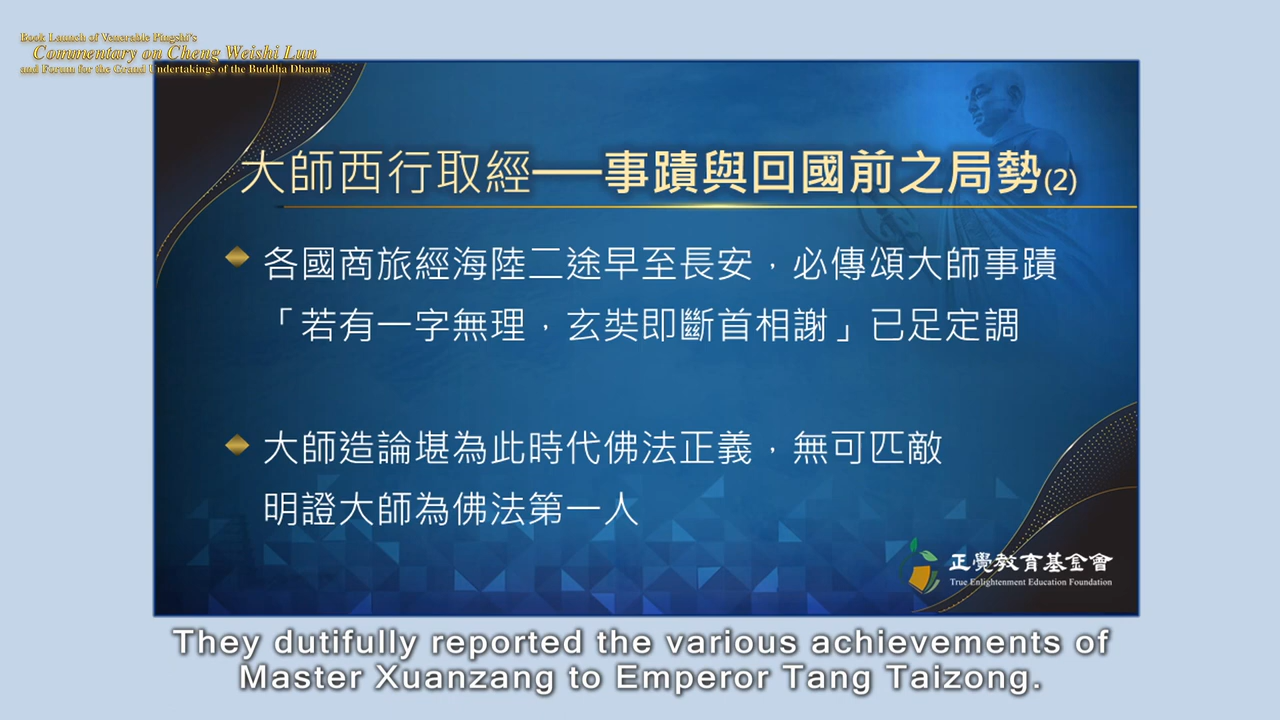 Book Launch of Venerable Pingshi's
Commentary on Cheng Weishi Lun
and Forum for the Grand Undertakings of the Buddha Dharma
大師西行取經──事蹟與回國前之局勢(2)
各國商旅經海陸二途早至長安，必傳頌大師事蹟
「若有一字無理，玄奘即斷首相謝」已足定調
大師造論堪為此時代佛法正義，無可匹敵
明證大師為佛法第一人
正覺教育基金會
True Enlightenment Education Foundation
They dutifully reported the various achievements of
Master Xuanzang to Emperor Tang Taizong.